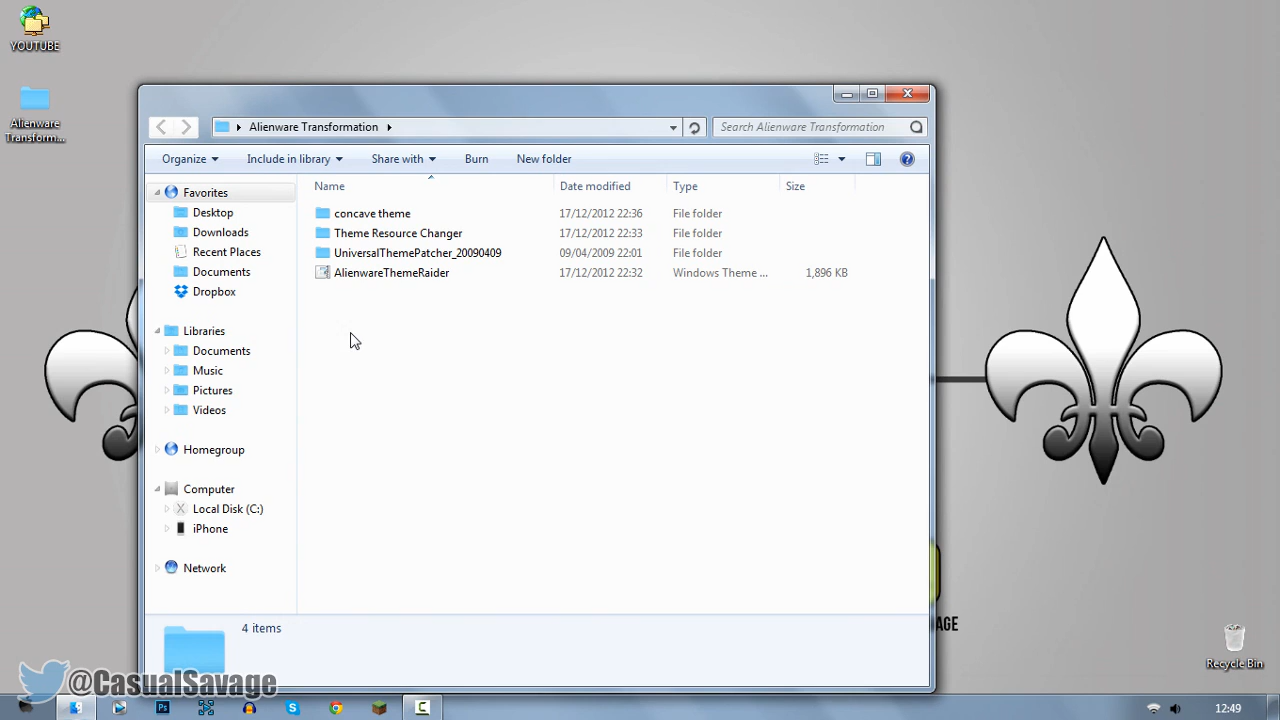 YOUTUBE
Alienware
Transform...
Alienware Transformation
Search Alienware Transformation
Organize
Include in library
Share with
Burn
New folder
Name
Date modified
Type
Size
Favorites
Desktop
Downloads
Recent Places
Documents
Dropbox
Libraries
Documents
Music
Pictures
Videos
Homegroup
Computer
Local Disk (C:)
iPhone
Network
concave theme 17/12/2012 22:36 File folder
Theme Resource Changer 17/12/2012 22:33 File folder
UniversalThemePatcher_20090409 09/04/2009 22:01 File folder
AlienwareThemeRaider 17/12/2012 22:32 Windows Theme ... 1,896 KB
4 items
AGE
Recycle Bin
@CasualSavage
Ps
12:49